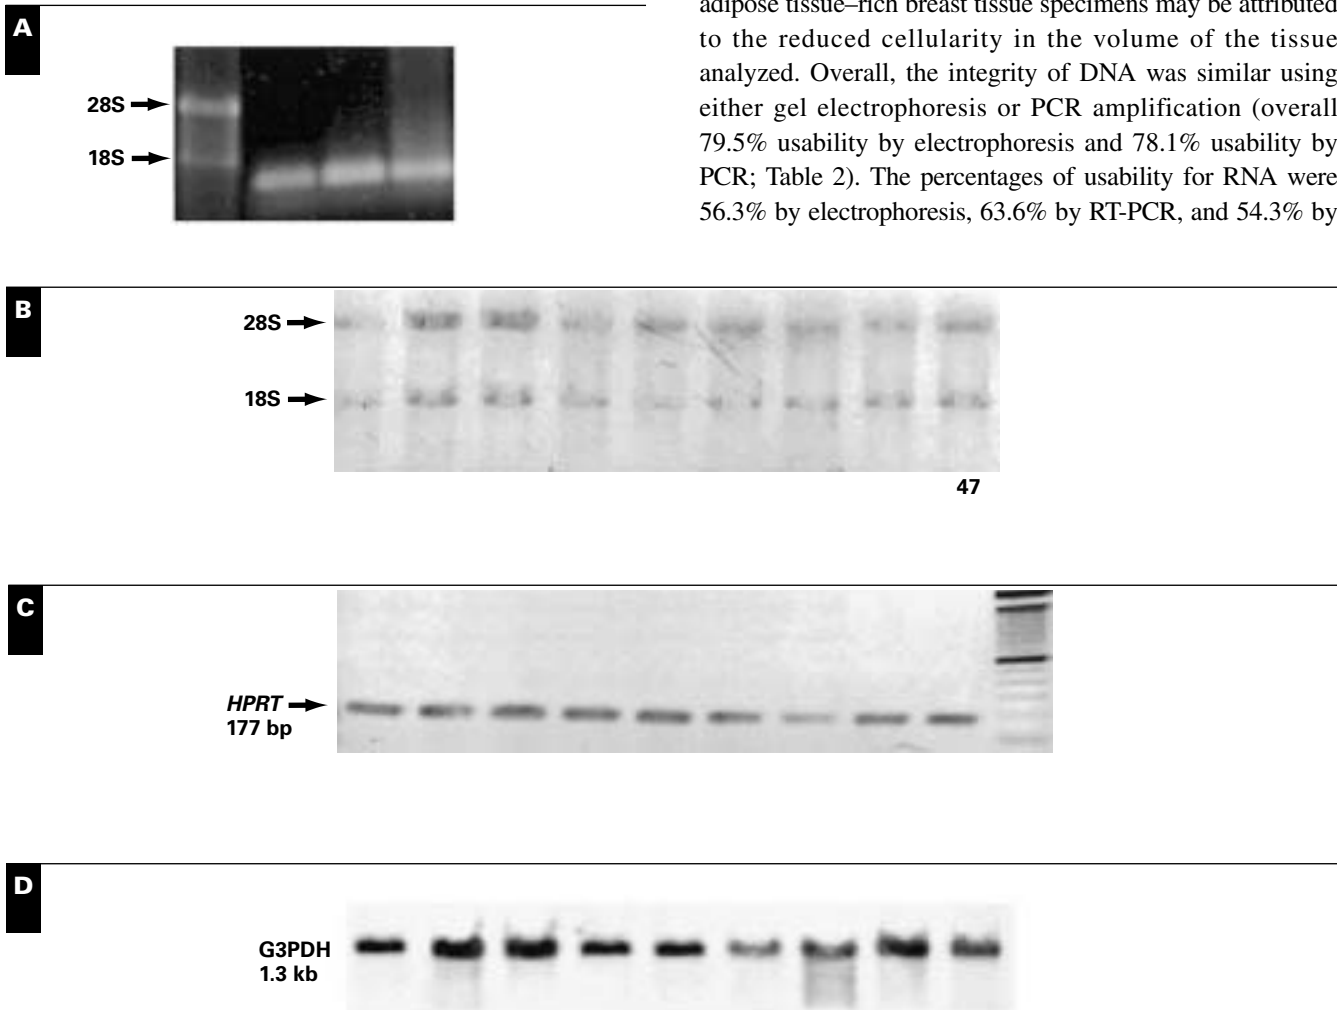 A
28S
18S
adipose tissue–rich breast tissue specimens may be attributed
to the reduced cellularity in the volume of the tissue
analyzed. Overall, the integrity of DNA was similar using
either gel electrophoresis or PCR amplification (overall
79.5% usability by electrophoresis and 78.1% usability by
PCR; Table 2). The percentages of usability for RNA were
56.3% by electrophoresis, 63.6% by RT-PCR, and 54.3% by
B
28S
18S
47
C
HPRT
177 bp
D
G3PDH
1.3 kb